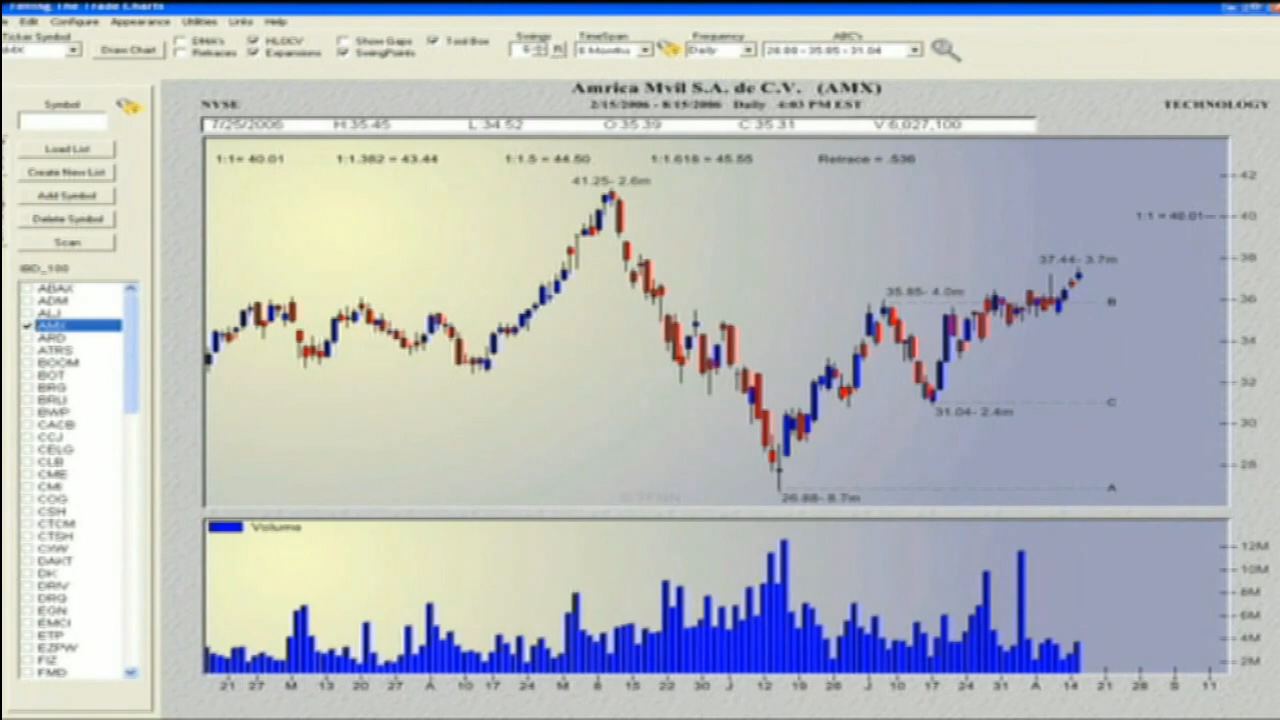 Timing The Trade Charts
Edit Configure Appearance Utilities Links Help
Ticker Symbol
AMX
Draw Chart
DMA's
Retraces
HLOCV
Expansions
Show Gaps
SwingPoints
Tool Box
Swings
TimeSpan
6 Months
Frequency
Daily
ABC's
26.88 - 35.85 - 31.04
Symbol
Load List
Create New List
Add Symbol
Delete Symbol
Scan
IBD_100
ABAX
ADM
ALJ
AMX
ARD
ATRS
BOOM
BOT
BRG
BRLI
BWP
CACB
CCJ
CELG
CLB
CME
CMI
COG
CSH
CTCM
CTSH
CXW
DAKT
DK
DRIV
DRQ
EGN
EMCI
ETP
EZPW
FIZ
FMD
Amrica Mvil S.A. de C.V. (AMX)
NYSE
2/15/2006 - 8/15/2006 Daily 4:03 PM EST
TECHNOLOGY
7/25/2006 H:35.45 L:34.52 O:35.39 C:35.31 V:6,027,100
1:1= 40.01 1:1.382 = 43.44 1:1.5 = 44.50 1:1.618 = 45.55 Retrace = .536
41.25- 2.6m
1:1 = 40.01
37.44- 3.7m
35.85- 4.0m
B
31.04- 2.4m
C
26.88- 8.7m
A
42
40
38
36
34
32
30
28
Volume
12M
10M
8M
6M
4M
2M
21 27 M 13 20 27 A 10 17 24 M 8 15 22 30 J 12 19 26 J 10 17 24 31 A 14 21 28 S 11